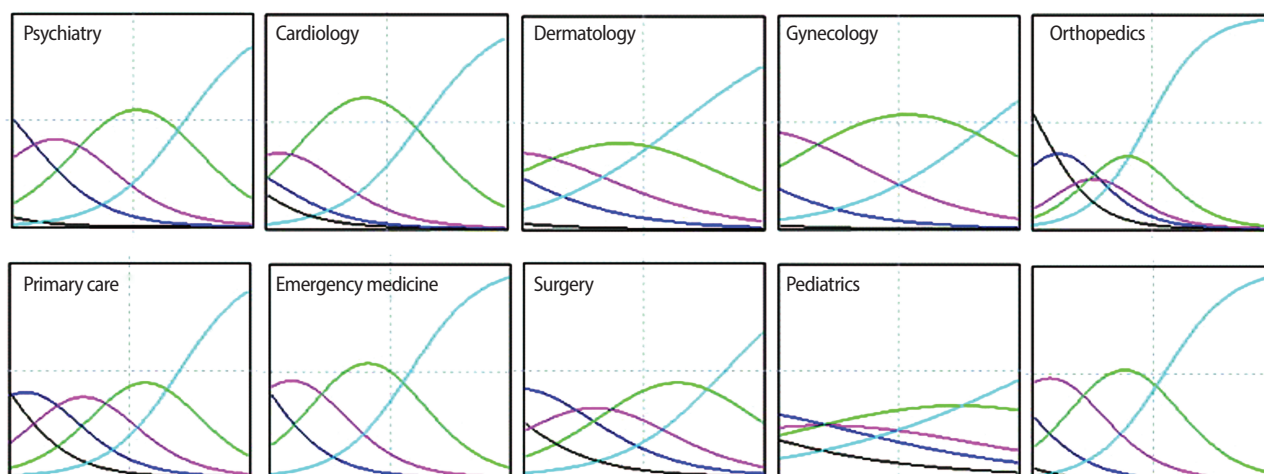 Psychiatry
Cardiology
Dermatology
Gynecology
Orthopedics
Primary care
Emergency medicine
Surgery
Pediatrics